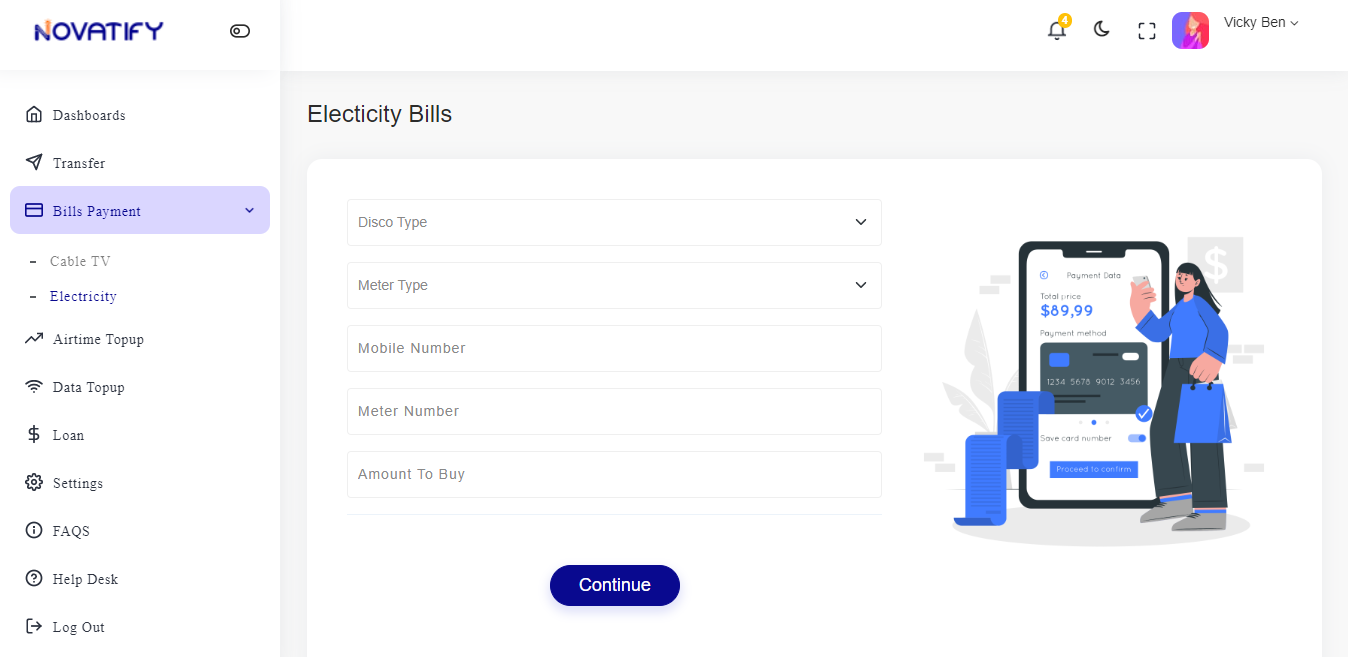 NOVATIFY
4
Vicky Ben
Dashboards
Transfer
Bills Payment
Cable TV
Electricity
Airtime Topup
Data Topup
Loan
Settings
FAQS
Help Desk
Log Out
Electicity Bills
Disco Type
Meter Type
Mobile Number
Meter Number
Amount To Buy
Continue
$
Payment Data
Total price
$89,99
Payment method
1234 5678 9012 3456
Save card number
Proceed to confirm